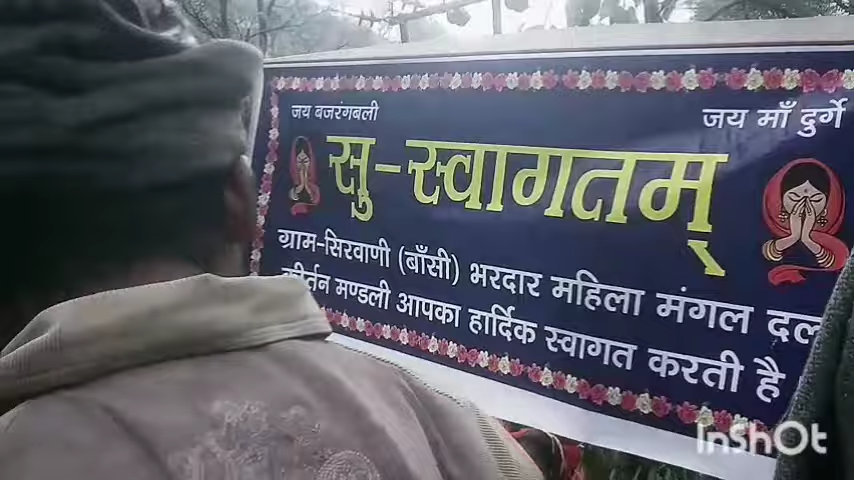 जय बजरंगबली
जय माँ दुर्गे
सु-स्वागतम्
ग्राम-सिरवाणी (बाँसी) भरदार महिला मंगल दल
कीर्तन मण्डली आपका हार्दिक स्वागत करती है
InShot